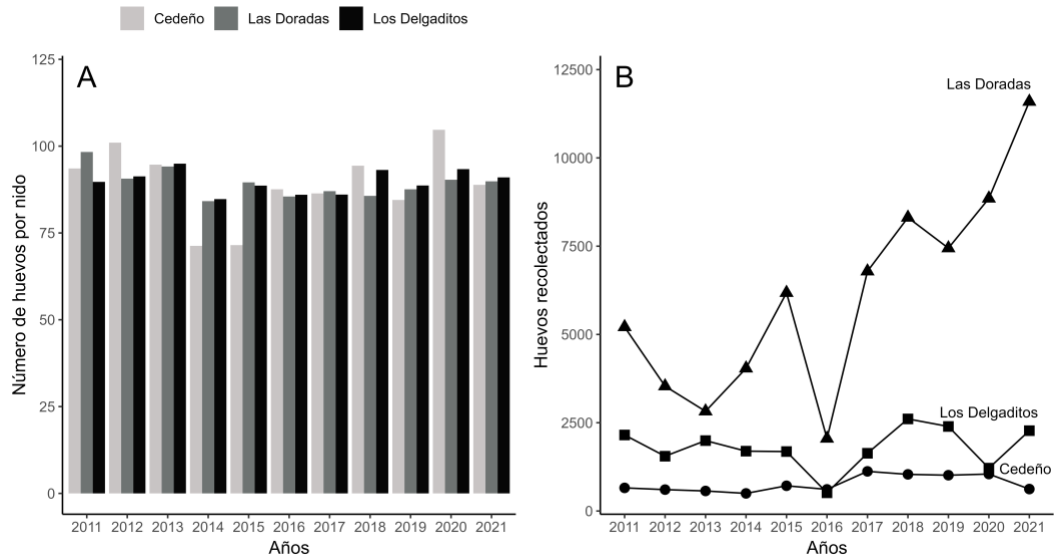 Cedeño Las Doradas Los Delgaditos
A
Número de huevos por nido
125
100
75
50
25
0
2011 2012 2013 2014 2015 2016 2017 2018 2019 2020 2021
Años
B
Huevos recolectados
12500
10000
7500
5000
2500
0
Las Doradas
Los Delgaditos
Cedeño
2011 2012 2013 2014 2015 2016 2017 2018 2019 2020 2021
Años